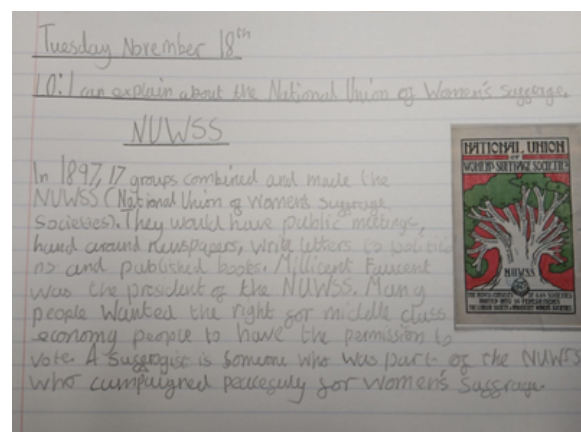 Tuesday November 18th
LO: I can explain about the National Union of Women's Suffrage.
NUWSS
In 1897, 17 groups combined and made the
NUWSS (National Union of Women's Suffrage
Societies). They would have public meetings,
hand around newspapers, write letters to politi
ns and published books. Millicent Fawcent
was the president of the NUWSS. Many
people wanted the right for middle class
economy people to have the permission to
vote. A Suffragist is someone who was part of the NUWSS
who campaigned peacefuly for women's Suffrage.
NATIONAL UNION
OF
WOMEN'S SUFFRAGE SOCIETIES
N.U.W.S.S.